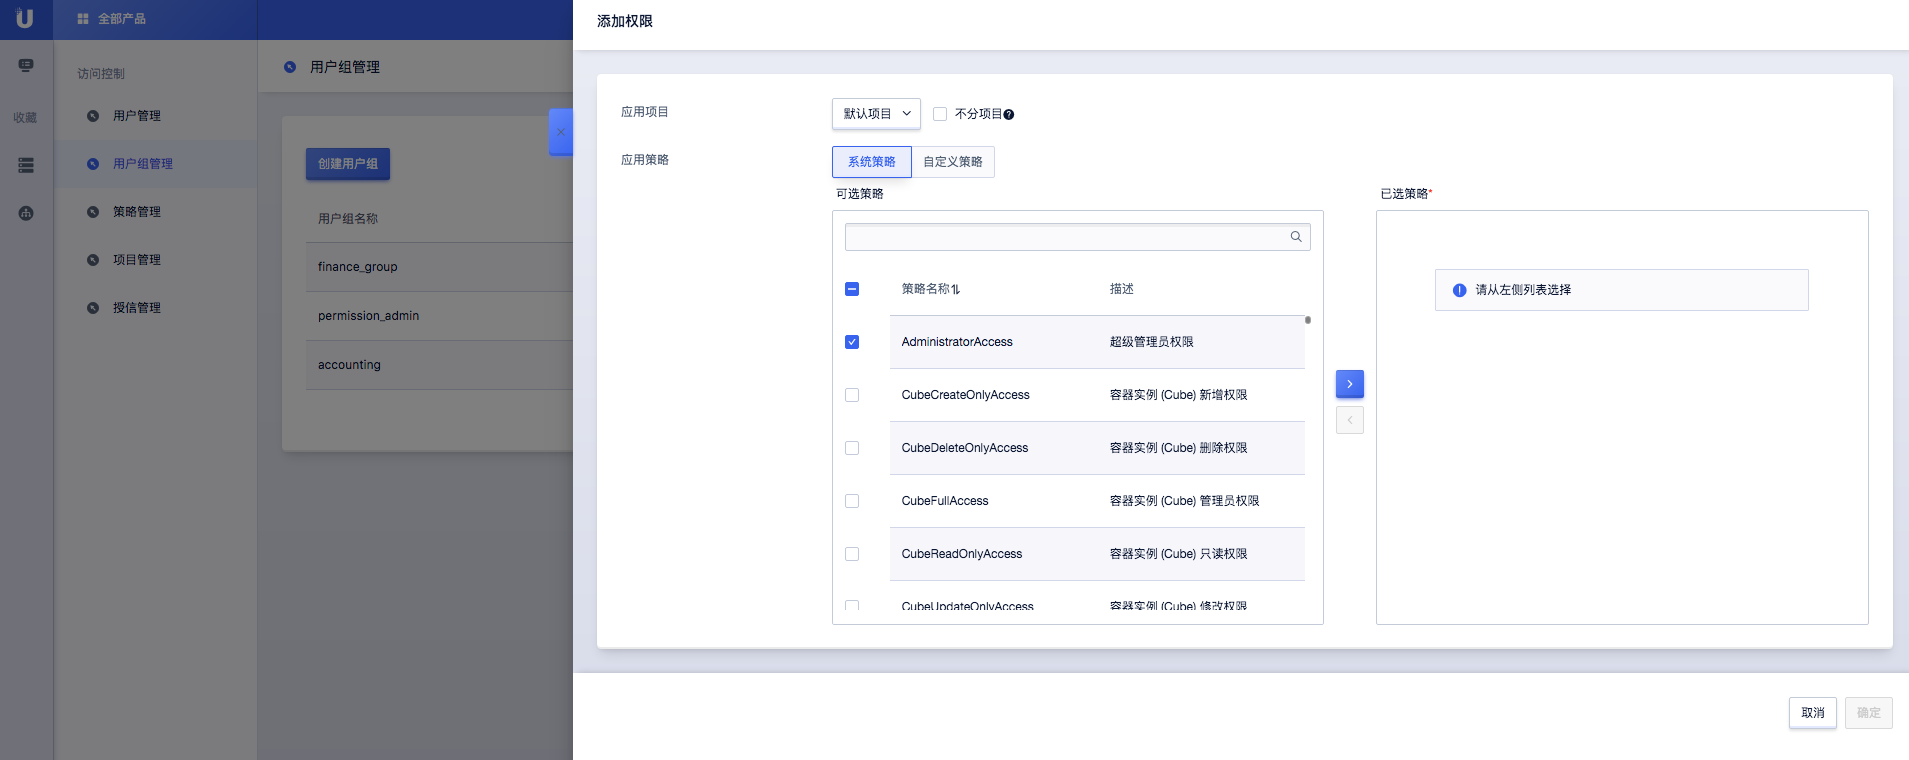 全部产品
访问控制
收藏
用户管理
用户组管理
策略管理
项目管理
授信管理
用户组管理
创建用户组
用户组名称
finance_group
permission_admin
accounting
添加权限
应用项目
默认项目
不分项目
应用策略
系统策略
自定义策略
可选策略
策略名称 描述
AdministratorAccess 超级管理员权限
CubeCreateOnlyAccess 容器实例 (Cube) 新增权限
CubeDeleteOnlyAccess 容器实例 (Cube) 删除权限
CubeFullAccess 容器实例 (Cube) 管理员权限
CubeReadOnlyAccess 容器实例 (Cube) 只读权限
CubeUpdateOnlyAccess 容器实例 (Cube) 修改权限
已选策略*
请从左侧列表选择
取消
确定